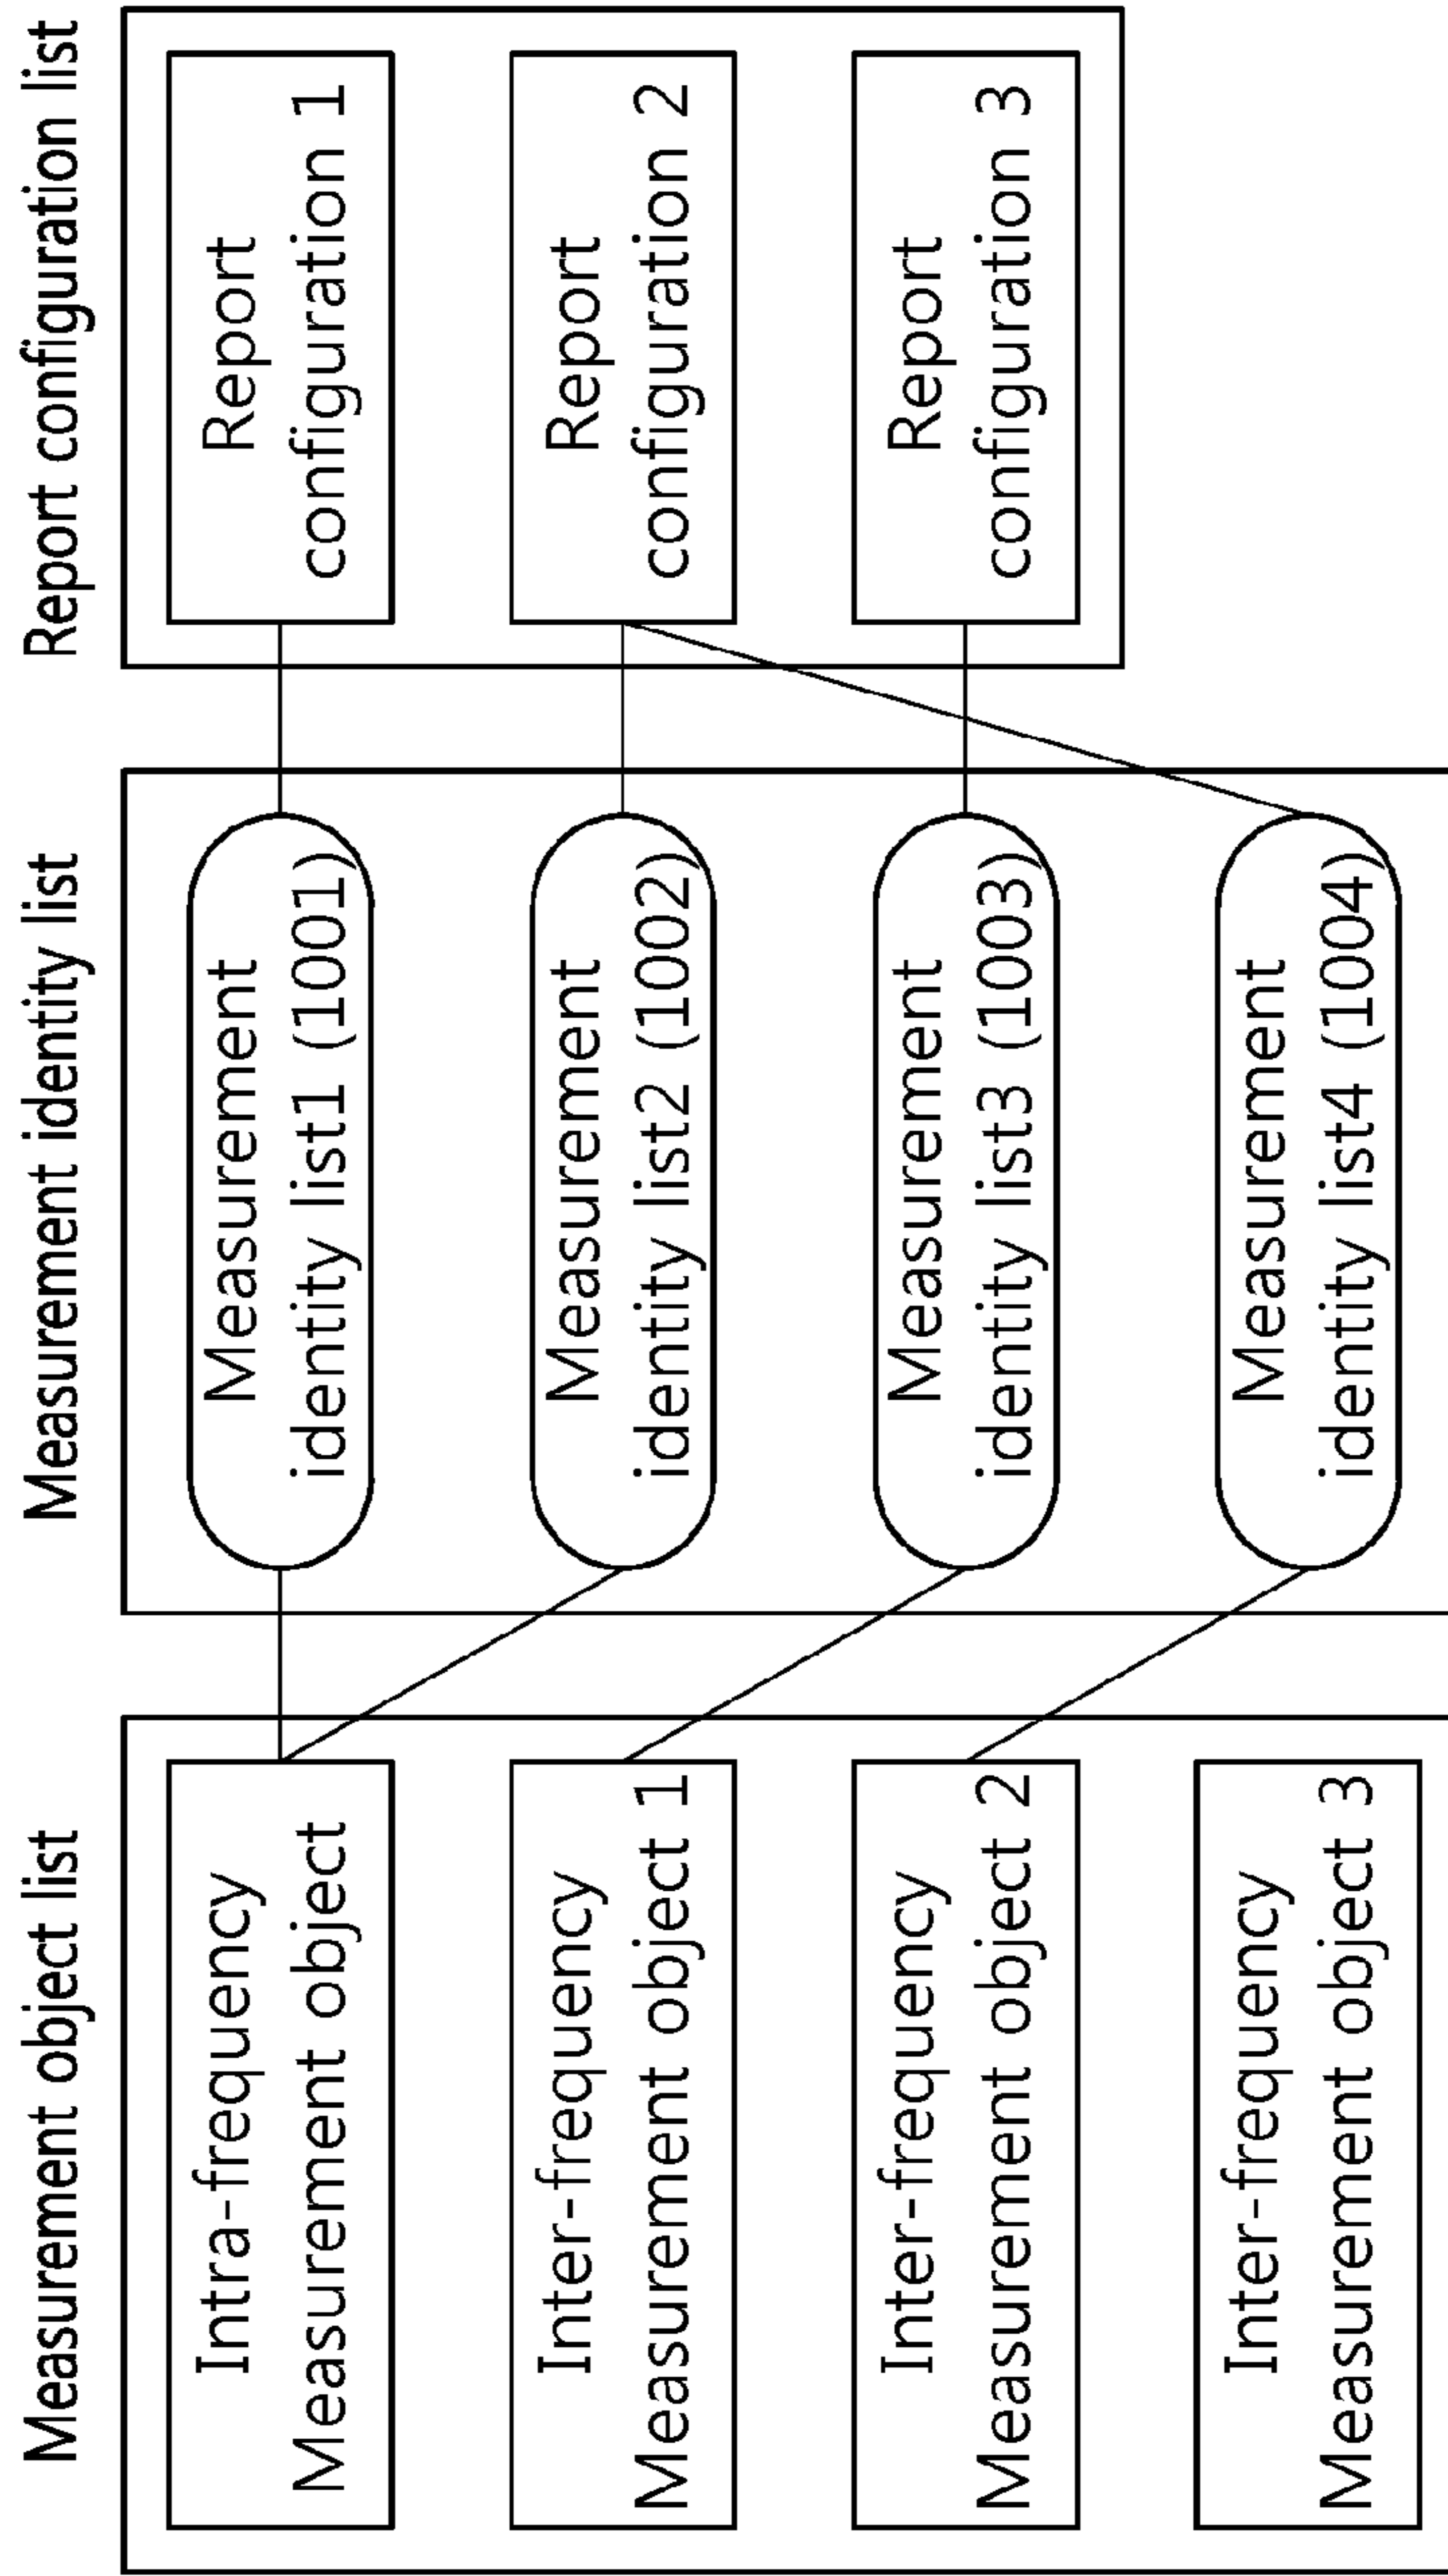 Measurement object list
Intra-frequency
Measurement object
Inter-frequency
Measurement object 1
Inter-frequency
Measurement object 2
Inter-frequency
Measurement object 3
Measurement identity list
Measurement
identity list1 (1001)
Measurement
identity list2 (1002)
Measurement
identity list3 (1003)
Measurement
identity list4 (1004)
Report configuration list
Report
configuration 1
Report
configuration 2
Report
configuration 3